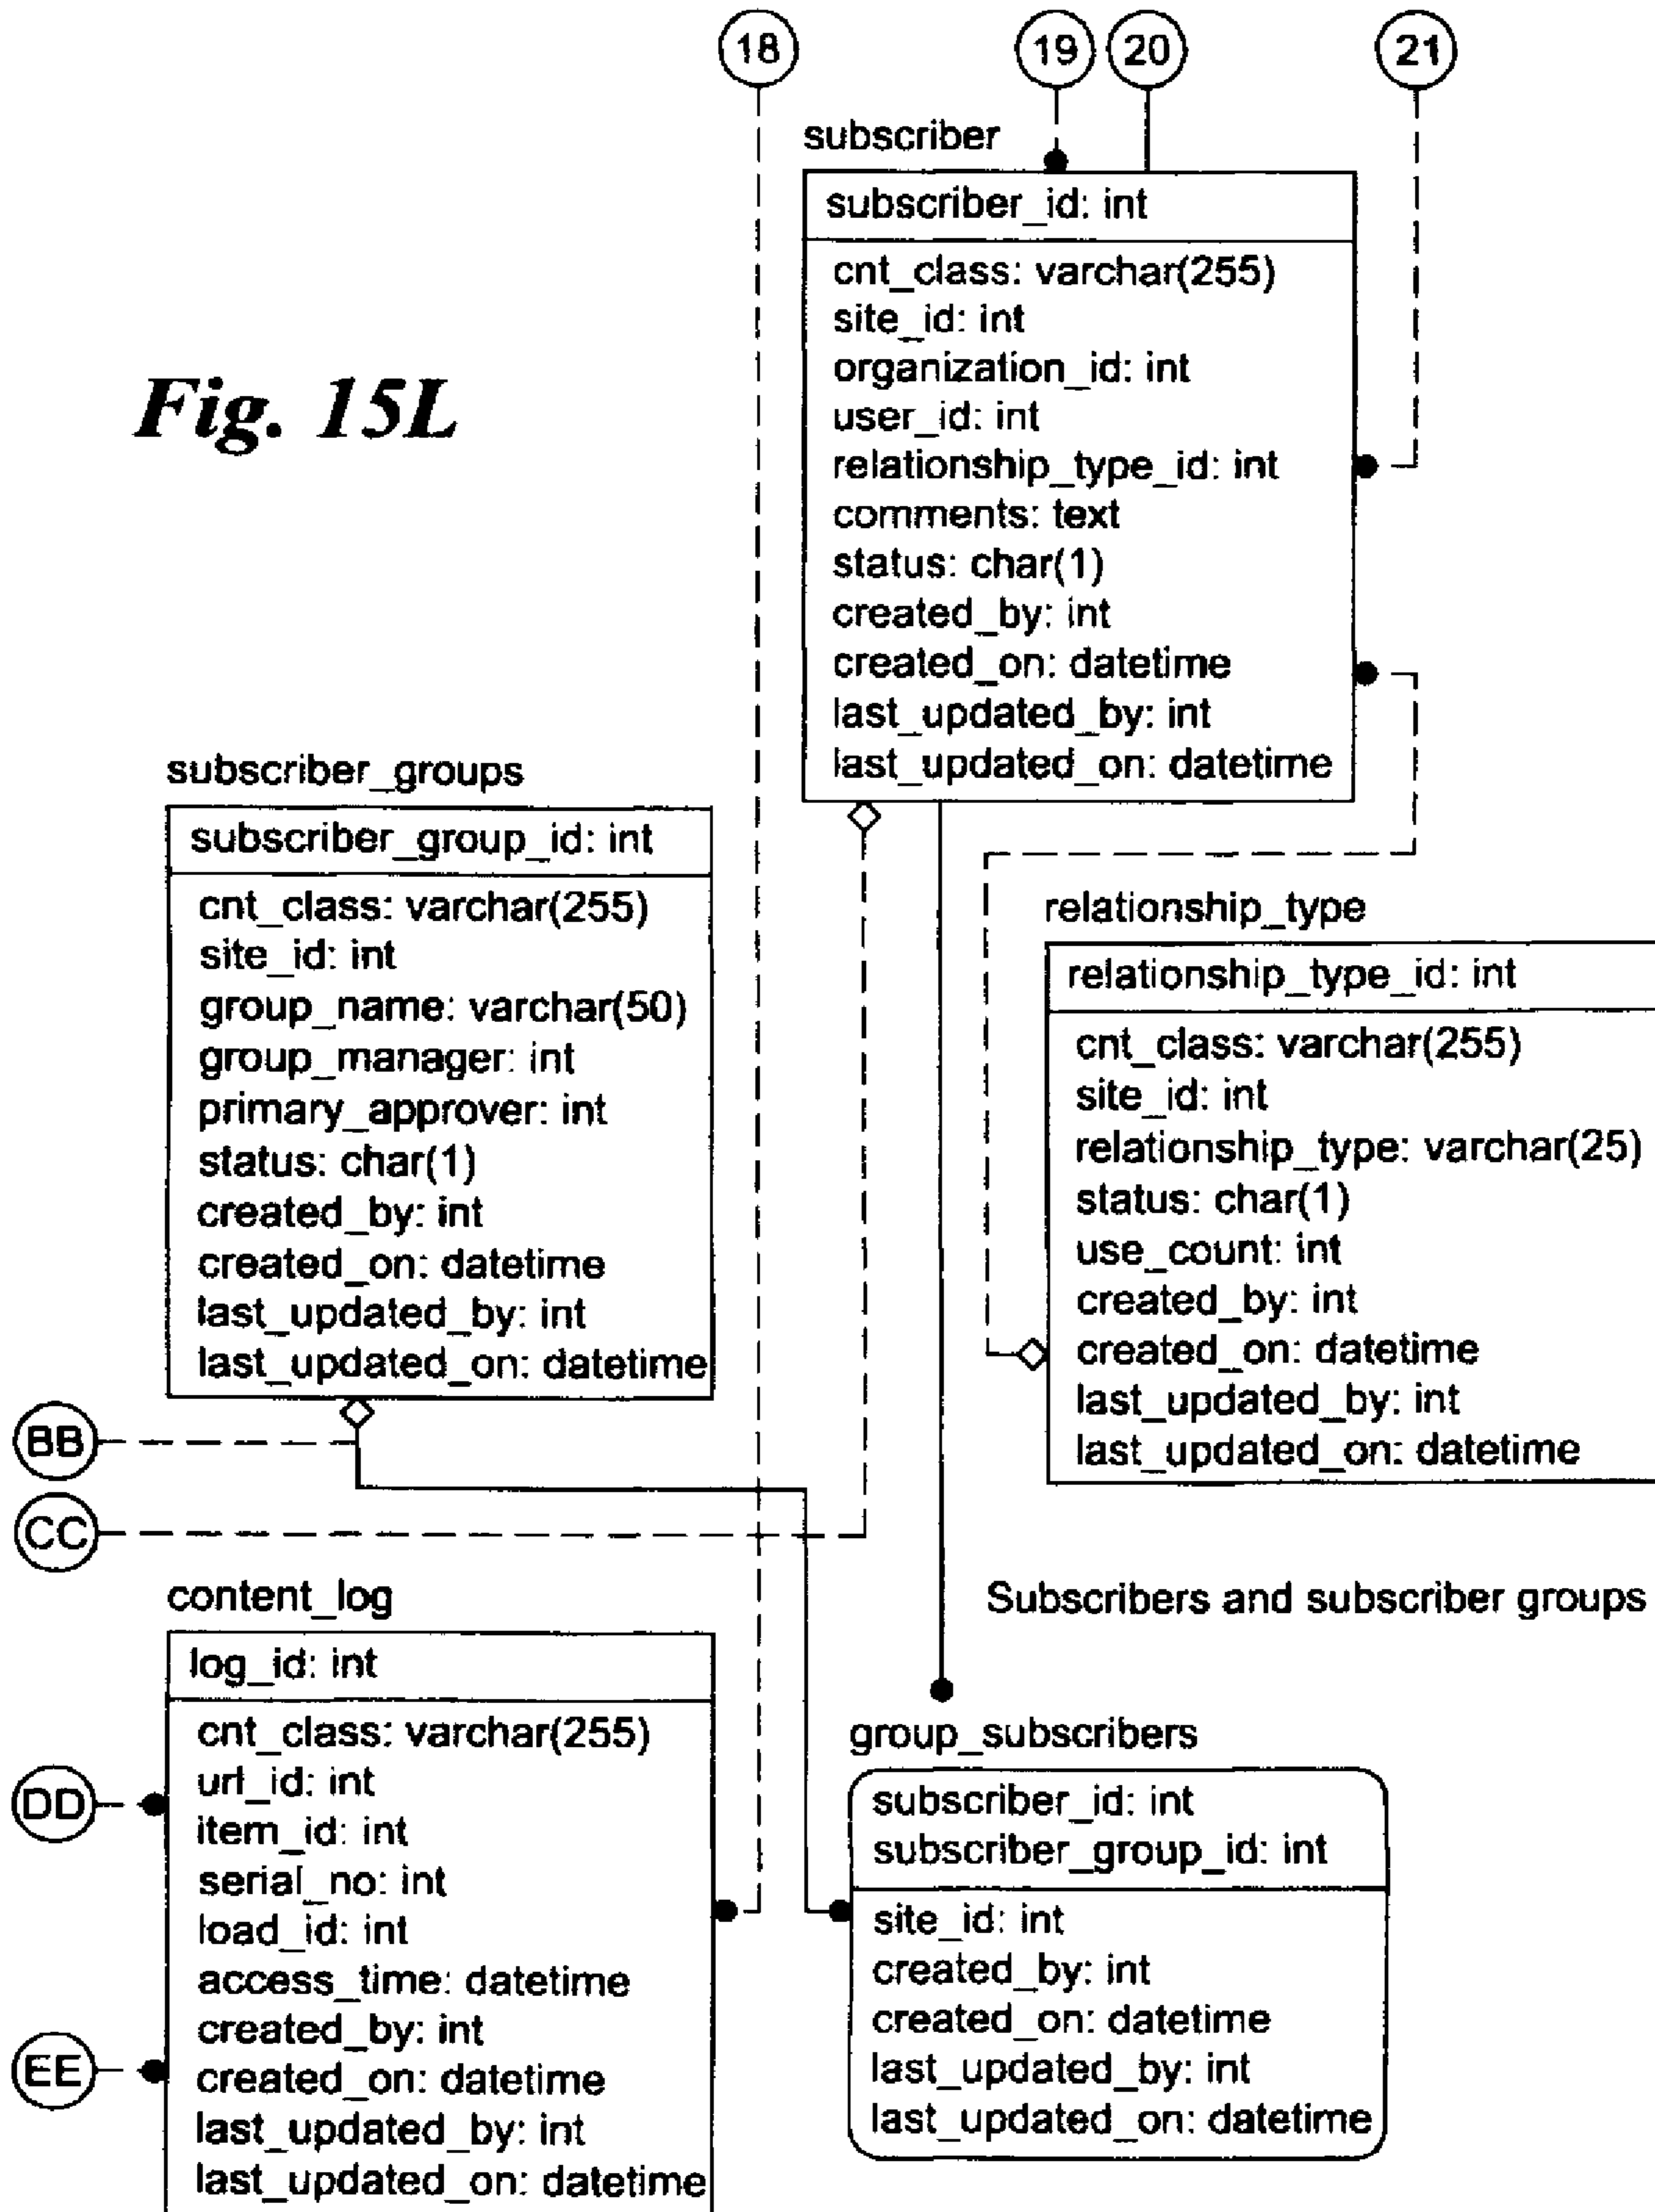 18
19
20
21
Fig. 15L
subscriber
subscriber_id: int
cnt_class: varchar(255)
site_id: int
organization_id: int
user_id: int
relationship_type_id: int
comments: text
status: char(1)
created_by: int
created_on: datetime
last_updated_by: int
last_updated_on: datetime
subscriber_groups
subscriber_group_id: int
cnt_class: varchar(255)
site_id: int
group_name: varchar(50)
group_manager: int
primary_approver: int
status: char(1)
created_by: int
created_on: datetime
last_updated_by: int
last_updated_on: datetime
relationship_type
relationship_type_id: int
cnt_class: varchar(255)
site_id: int
relationship_type: varchar(25)
status: char(1)
use_count: int
created_by: int
created_on: datetime
last_updated_by: int
last_updated_on: datetime
BB
CC
Subscribers and subscriber groups
content_log
log_id: int
cnt_class: varchar(255)
url_id: int
item_id: int
serial_no: int
load_id: int
access_time: datetime
created_by: int
created_on: datetime
last_updated_by: int
last_updated_on: datetime
DD
EE
group_subscribers
subscriber_id: int
subscriber_group_id: int
site_id: int
created_by: int
created_on: datetime
last_updated_by: int
last_updated_on: datetime